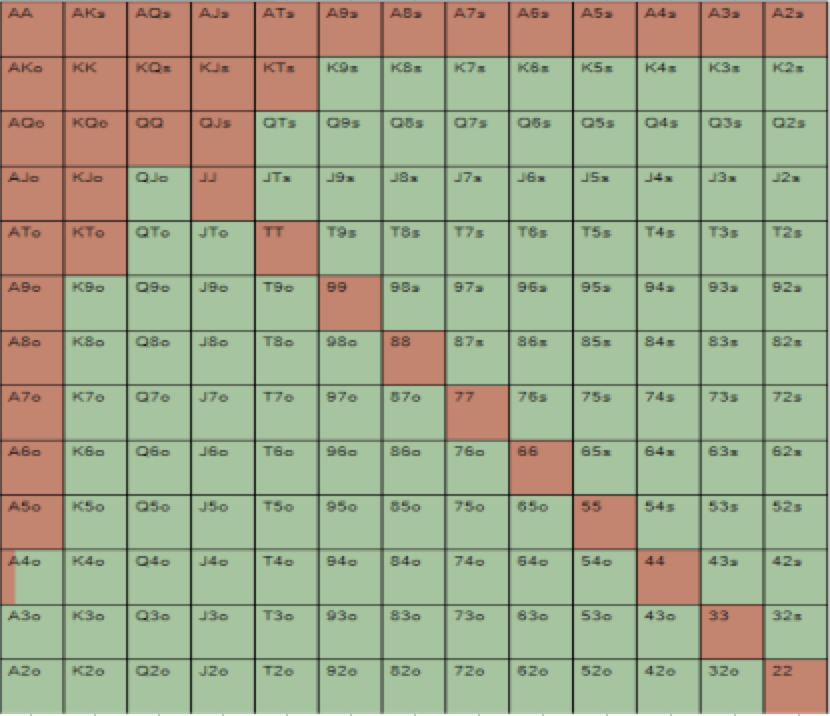 AA AKs AQs AJs ATs A9s A8s A7s A6s A5s A4s A3s A2s
AKo KK KQs KJs KTs K9s K8s K7s K6s K5s K4s K3s K2s
AQo KQo QQ QJs QTs Q9s Q8s Q7s Q6s Q5s Q4s Q3s Q2s
AJo KJo QJo JJ JTs J9s J8s J7s J6s J5s J4s J3s J2s
ATo KTo QTo JTo TT T9s T8s T7s T6s T5s T4s T3s T2s
A9o K9o Q9o J9o T9o 99 98s 97s 96s 95s 94s 93s 92s
A8o K8o Q8o J8o T8o 98o 88 87s 86s 85s 84s 83s 82s
A7o K7o Q7o J7o T7o 97o 87o 77 76s 75s 74s 73s 72s
A6o K6o Q6o J6o T6o 96o 86o 76o 66 65s 64s 63s 62s
A5o K5o Q5o J5o T5o 95o 85o 75o 65o 55 54s 53s 52s
A4o K4o Q4o J4o T4o 94o 84o 74o 64o 54o 44 43s 42s
A3o K3o Q3o J3o T3o 93o 83o 73o 63o 53o 43o 33 32s
A2o K2o Q2o J2o T2o 92o 82o 72o 62o 52o 42o 32o 22